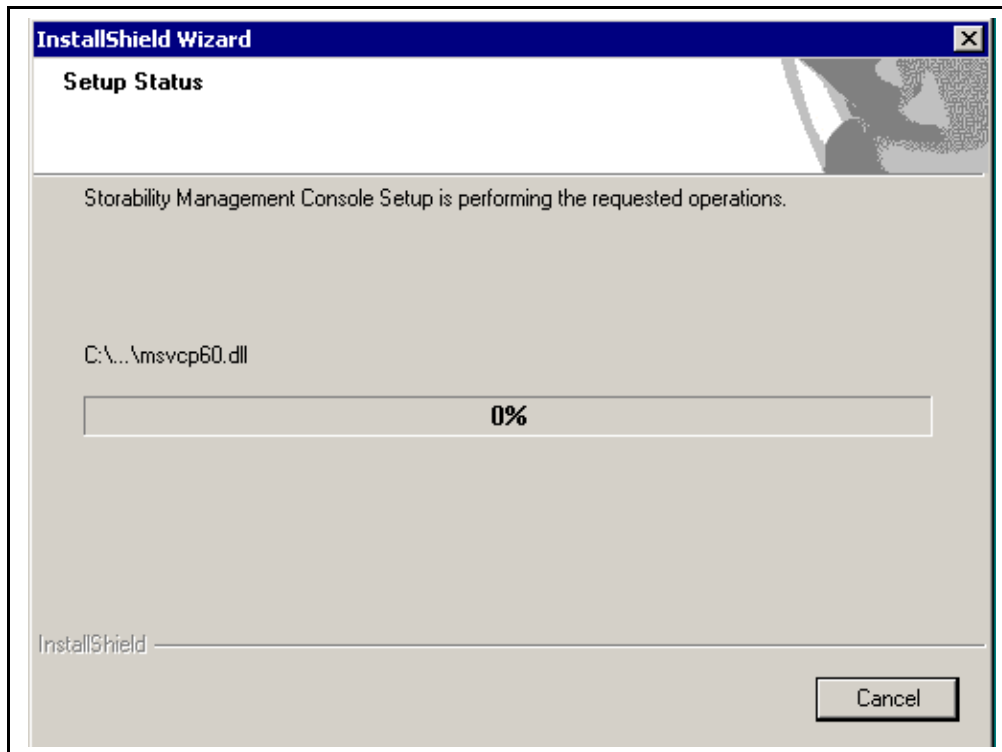 InstallShield Wizard
Setup Status
Storability Management Console Setup is performing the requested operations.
C:\...\msvcp60.dll
0%
InstallShield
Cancel